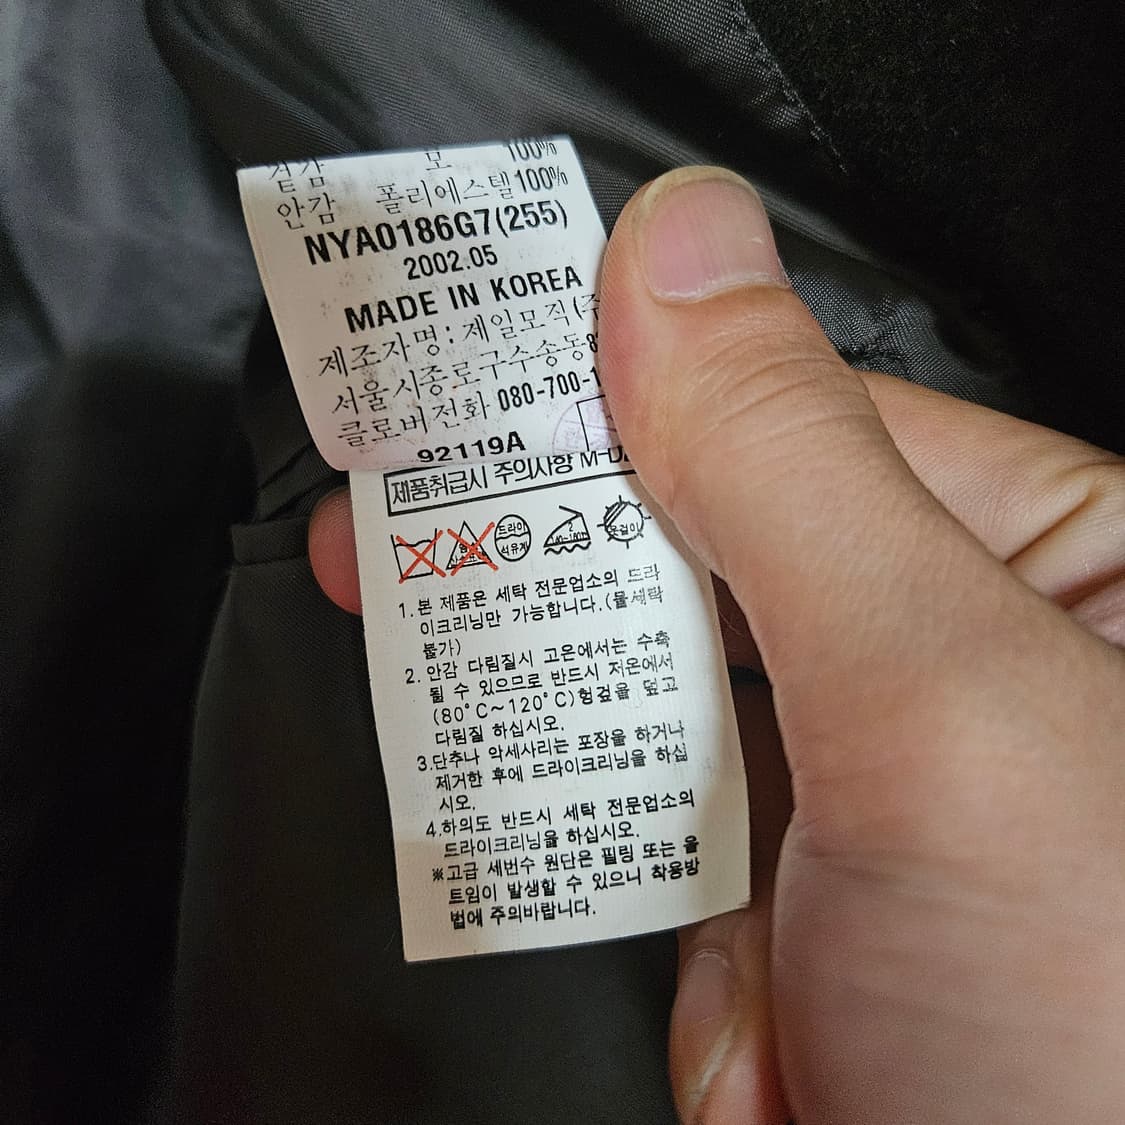 겉감 모 100%
안감 폴리에스텔 100%
NYA0186G7(255)
2002.05
MADE IN KOREA
제조자명 : 제일모직(주
서울시종로구수송동
클로버전화 080-700-1
92119A
제품취급시 주의사항
드라이
석유계
옷걸이
1. 본 제품은 세탁 전문업소의 드라
이크리닝만 가능합니다.(물세탁
불가)
2. 안감 다림질시 고온에서는 수축
될 수 있으므로 반드시 저온에서
(80°C~120°C)헝겊을 덮고
다림질 하십시오.
3.단추나 악세사리는 포장을 하거나
제거한 후에 드라이크리닝을 하십
시오.
4.하의도 반드시 세탁 전문업소의
드라이크리닝을 하십시오.
※고급 세번수 원단은 필링 또는 올
트임이 발생할 수 있으니 착용방
법에 주의바랍니다.